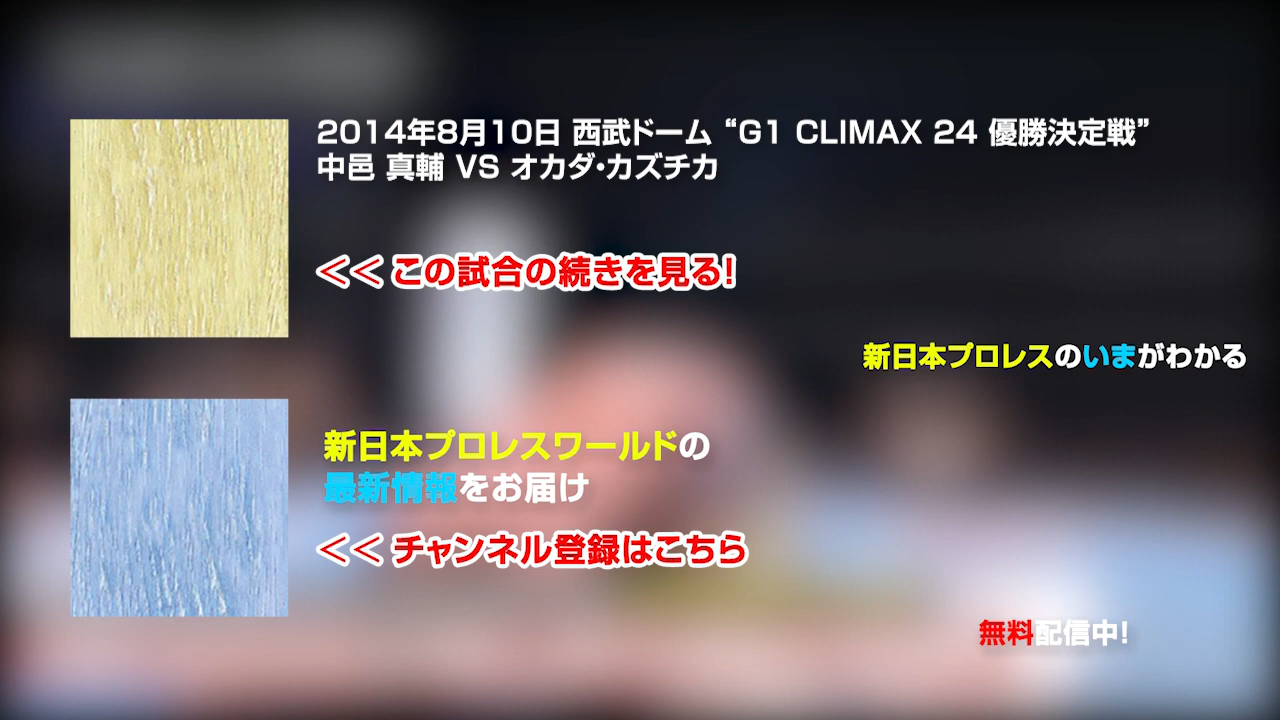 2014年8月10日 西武ドーム “G1 CLIMAX 24 優勝決定戦”
中邑 真輔 VS オカダ・カズチカ
<< この試合の続きを見る!
新日本プロレスのいまがわかる
新日本プロレスワールドの
最新情報をお届け
<< チャンネル登録はこちら
無料配信中!